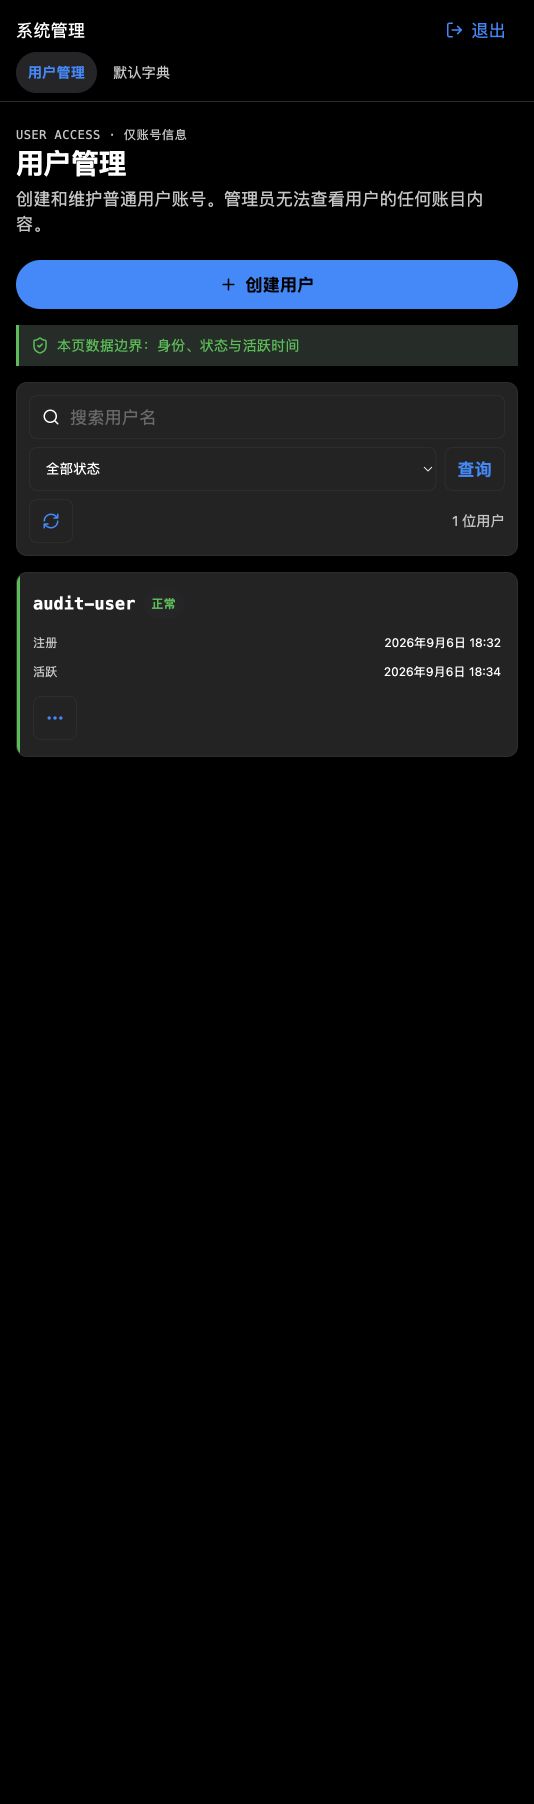 系统管理
退出
用户管理
默认字典
USER ACCESS · 仅账号信息
用户管理
创建和维护普通用户账号。管理员无法查看用户的任何账目内
容。
+ 创建用户
本页数据边界：身份、状态与活跃时间
搜索用户名
全部状态
查询
1 位用户
audit-user 正常
注册 2026年9月6日 18:32
活跃 2026年9月6日 18:34